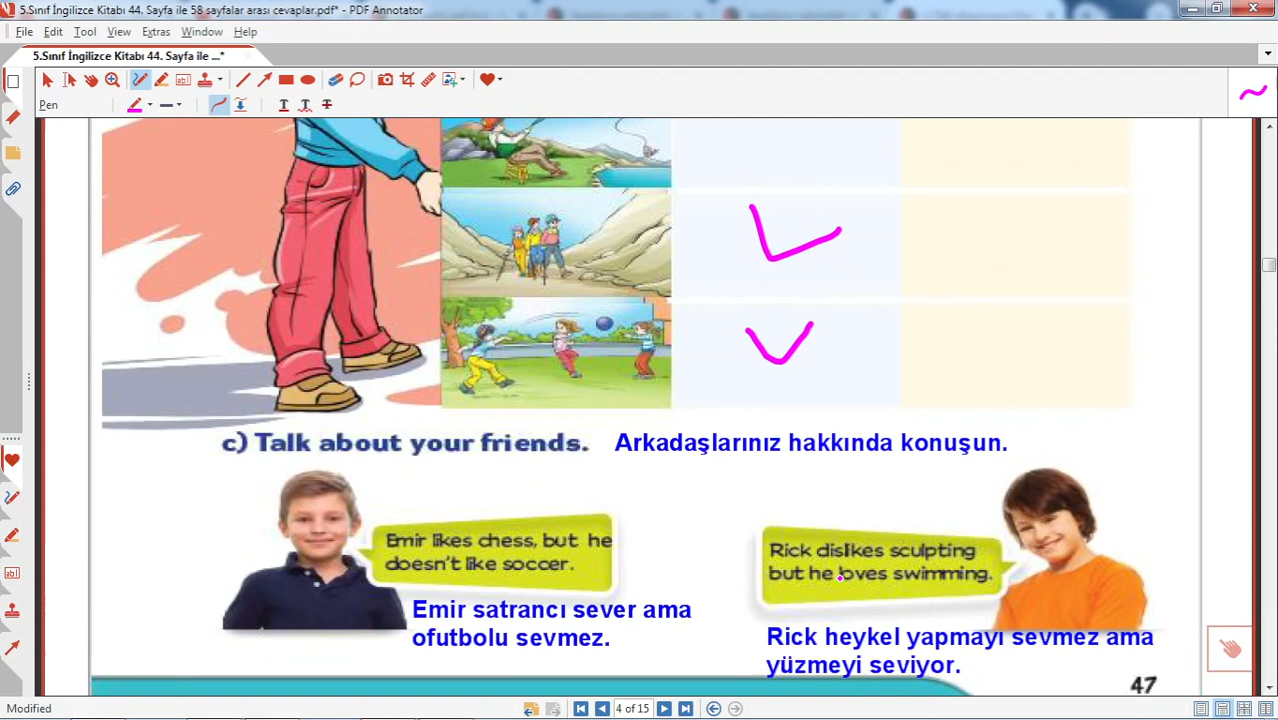 5.Sınıf İngilizce Kitabı 44. Sayfa ile 58 sayfalar arası cevaplar.pdf* - PDF Annotator
File Edit Tool View Extras Window Help
5.Sınıf İngilizce Kitabı 44. Sayfa ile ...*
Pen
c) Talk about your friends. Arkadaşlarınız hakkında konuşun.
Emir likes chess, but he
doesn't like soccer.
Emir satrancı sever ama
ofutbolu sevmez.
Rick dislikes sculpting
but he loves swimming.
Rick heykel yapmayı sevmez ama
yüzmeyi seviyor.
47
Modified
4 of 15